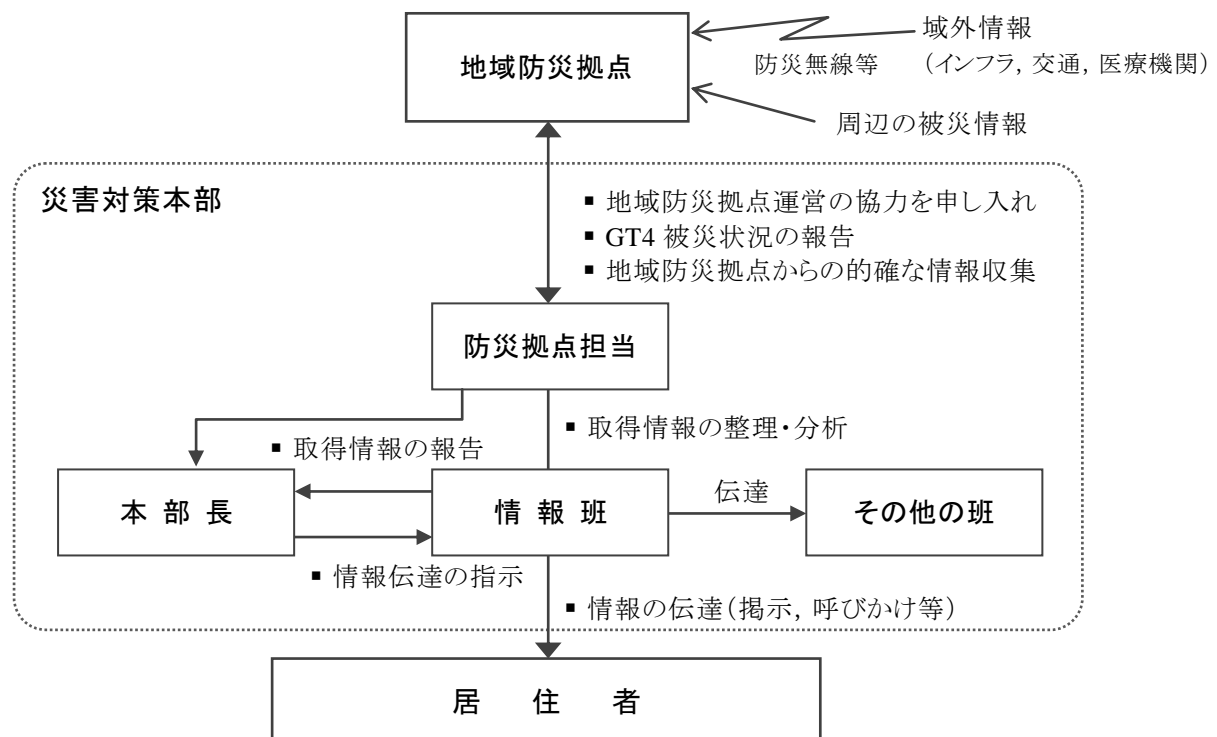 域外情報
地域防災拠点
防災無線等
（インフラ, 交通, 医療機関）
周辺の被災情報
災害対策本部
▪ 地域防災拠点運営の協力を申し入れ
▪ GT4 被災状況の報告
▪ 地域防災拠点からの的確な情報収集
防災拠点担当
▪ 取得情報の整理・分析
▪ 取得情報の報告
本 部 長
情 報 班
伝達
その他の班
▪ 情報伝達の指示
▪ 情報の伝達（掲示, 呼びかけ等）
居 住 者